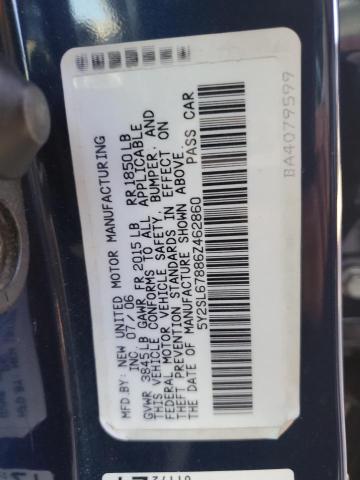 MFD.BY: NEW UNITED MOTOR MANUFACTURING
INC. 07/06
GVWR 3845LB GAWR FR 2015 LB RR 1850 LB
THIS VEHICLE CONFORMS TO ALL APPLICABLE
FEDERAL MOTOR VEHICLE SAFETY, BUMPER, AND
THEFT PREVENTION STANDARDS IN EFFECT ON
THE DATE OF MANUFACTURE SHOWN ABOVE.
5Y2SL67886Z462860 PASS CAR
BA4079599